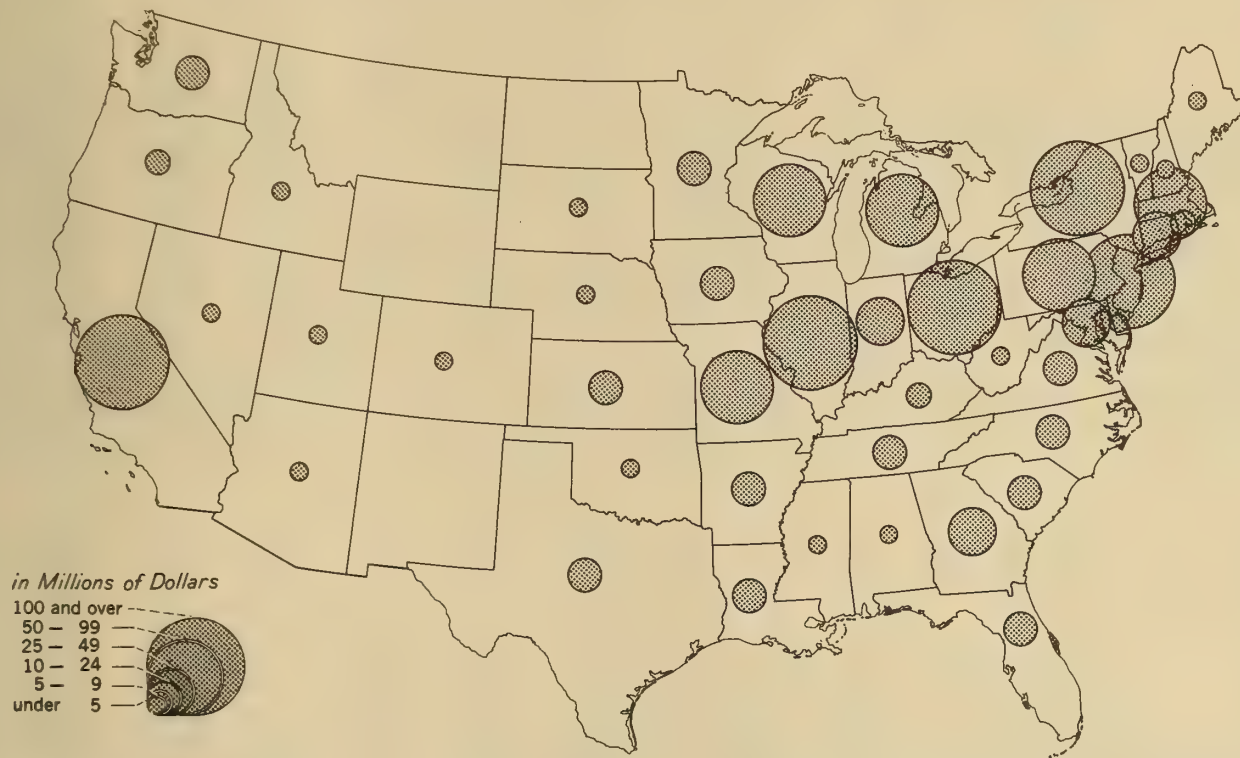 in Millions of Dollars
100 and over
50 – 99
25 – 49
10 – 24
5 – 9
under 5